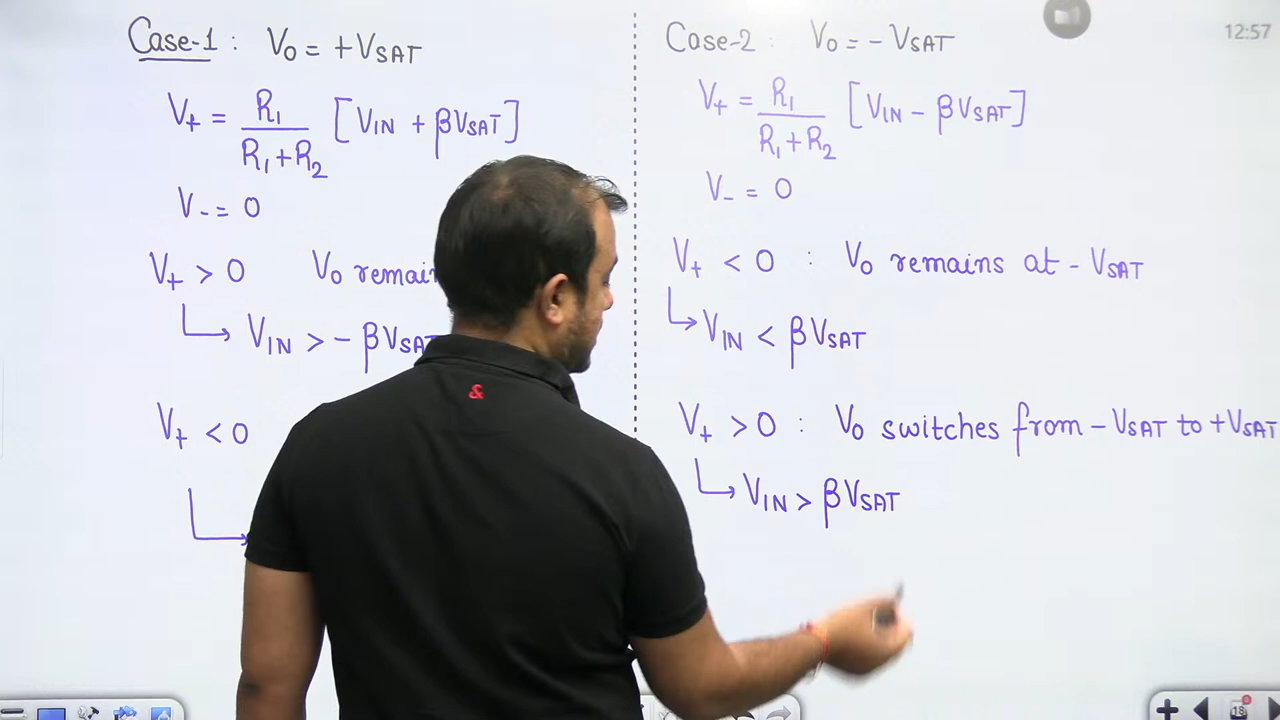 Case-1 : V₀ = +VSAT
V₊ = R₁ / R₁+R₂ [VIN + βVSAT]
V₋ = 0
V₊ > 0 V₀
VIN > - β
V₊ < 0
Case-2 : V₀ = - VSAT
V₊ = R₁ / R₁+R₂ [VIN - βVSAT]
V₋ = 0
V₊ < 0 : V₀ remains at - VSAT
VIN < βVSAT
V₊ > 0 : V₀ switches from - VSAT to +VSAT
VIN > βVSAT
12:57
&
18